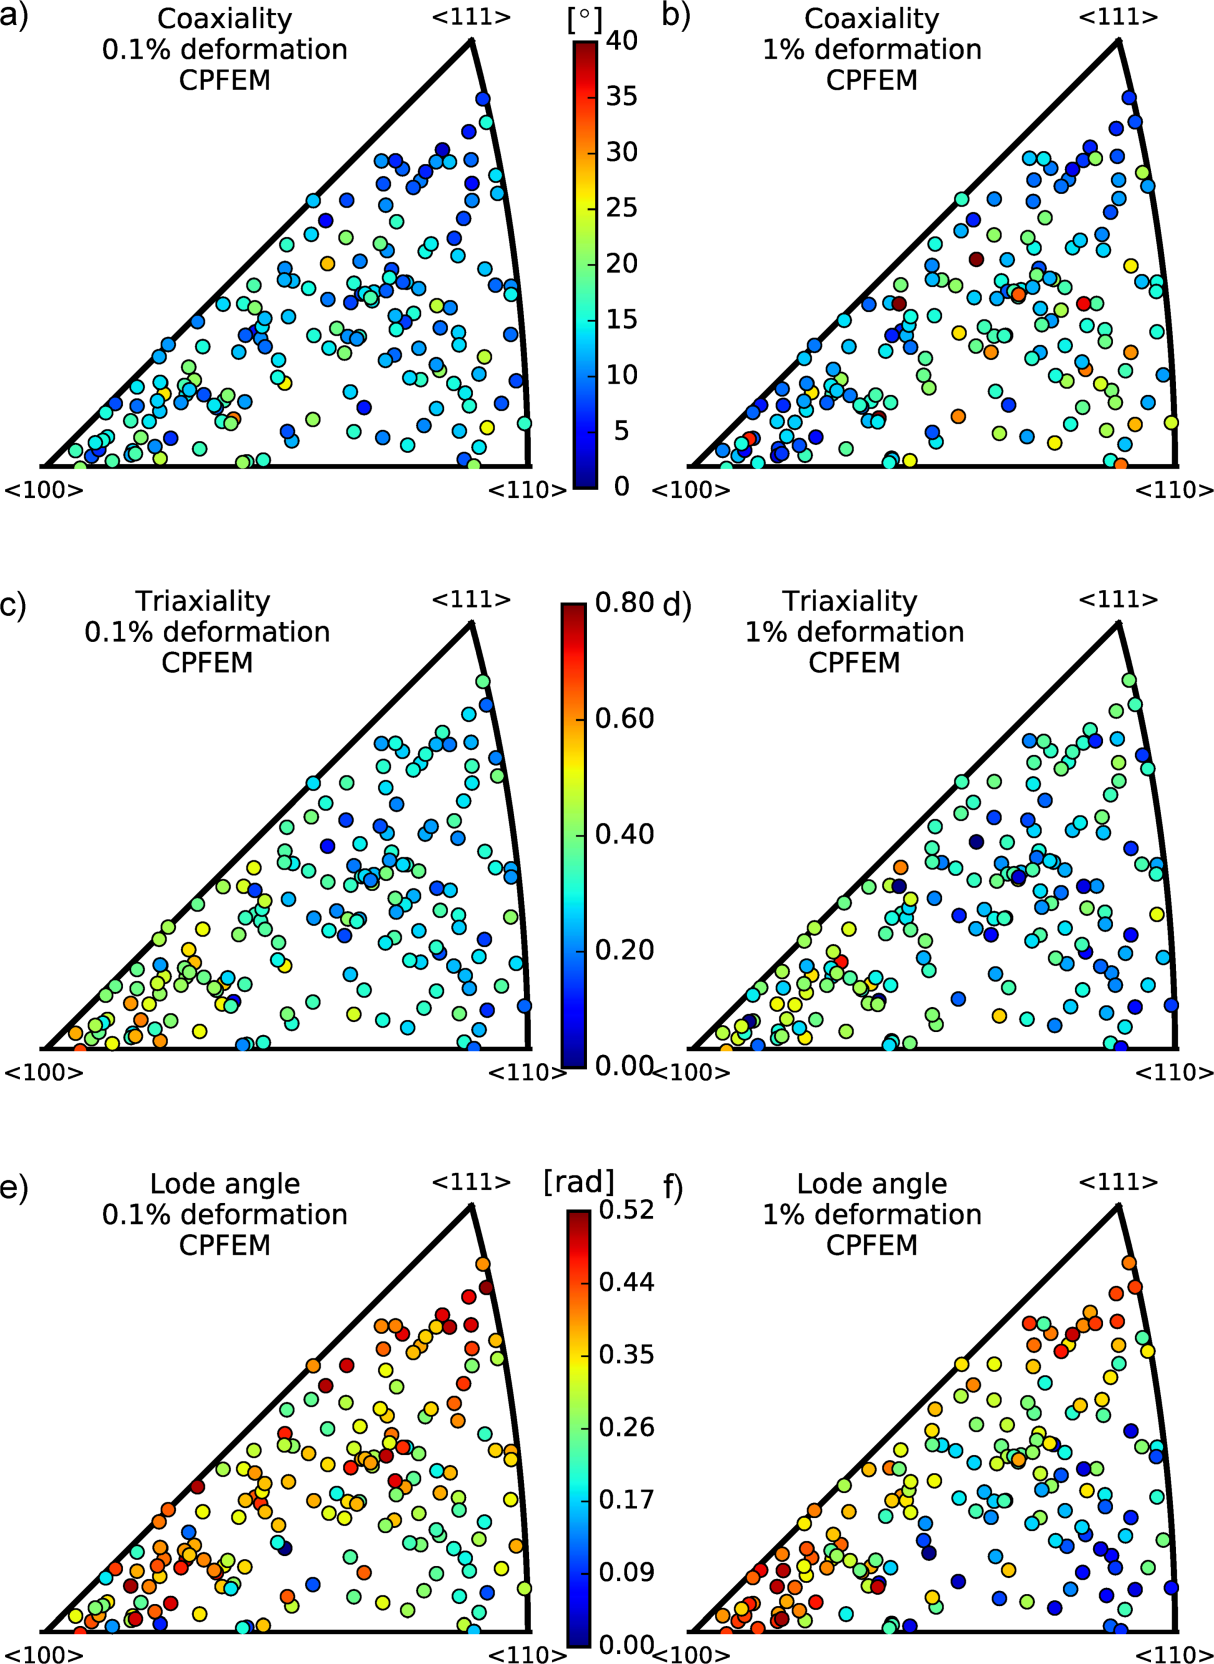 a)
Coaxiality
0.1% deformation
CPFEM
<111>
[°]
40
35
30
25
20
15
10
5
0
<100>
<110>
b)
Coaxiality
1% deformation
CPFEM
<111>
<100>
<110>
c)
Triaxiality
0.1% deformation
CPFEM
<111>
0.80
0.60
0.40
0.20
0.00
<100>
<110>
d)
Triaxiality
1% deformation
CPFEM
<111>
<100>
<110>
e)
Lode angle
0.1% deformation
CPFEM
<111>
[rad]
0.52
0.44
0.35
0.26
0.17
0.09
0.00
<100>
<110>
f)
Lode angle
1% deformation
CPFEM
<111>
<100>
<110>